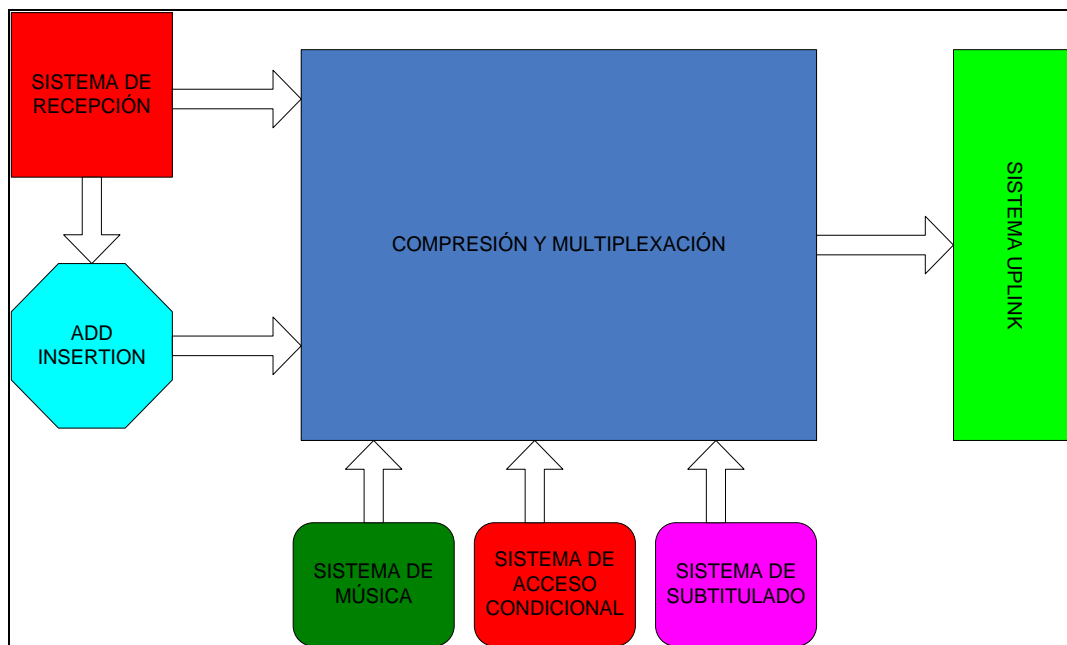 SISTEMA DE
RECEPCIÓN
COMPRESIÓN Y MULTIPLEXACIÓN
SISTEMA UPLINK
ADD
INSERTION
SISTEMA DE
MÚSICA
SISTEMA DE
ACCESO
CONDICIONAL
SISTEMA DE
SUBTITULADO